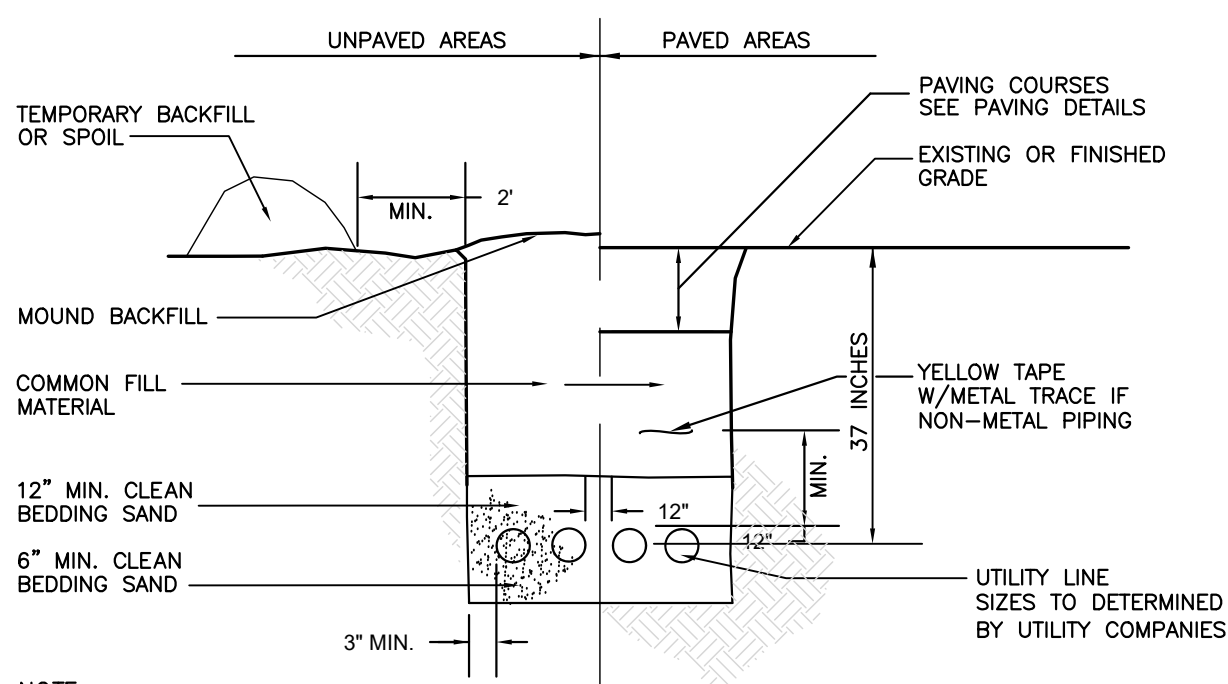 UNPAVED AREAS
PAVED AREAS
TEMPORARY BACKFILL
OR SPOIL
PAVING COURSES
SEE PAVING DETAILS
EXISTING OR FINISHED
GRADE
MIN.
2'
MOUND BACKFILL
COMMON FILL
MATERIAL
YELLOW TAPE
W/METAL TRACE IF
NON-METAL PIPING
37 INCHES
MIN.
12" MIN. CLEAN
BEDDING SAND
12"
12"
6" MIN. CLEAN
BEDDING SAND
UTILITY LINE
SIZES TO DETERMINED
BY UTILITY COMPANIES
3" MIN.